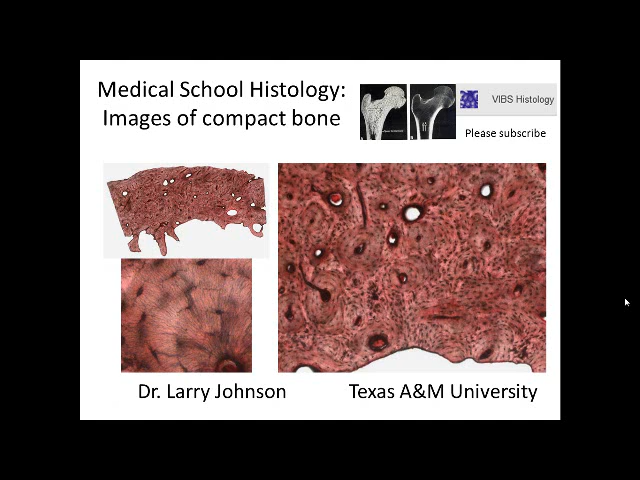 Medical School Histology:
Images of compact bone
VIBS Histology
Please subscribe
Dr. Larry Johnson
Texas A&M University